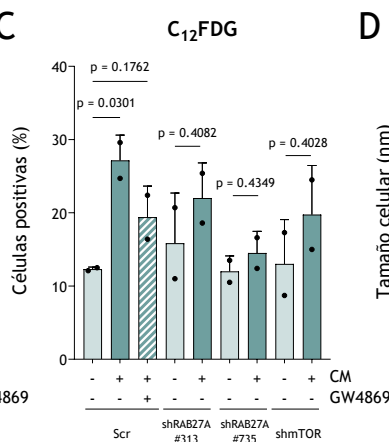 C
C₁₂FDG
D
Células positivas (%)
40
30
20
10
0
p = 0.1762
p = 0.0301
p = 0.4082
p = 0.4349
p = 0.4028
- + - - + - + - + CM
4869
+ GW4869
Scr
shRAB27A #313
shRAB27A #735
shmTOR
Tamaño celular (nm)